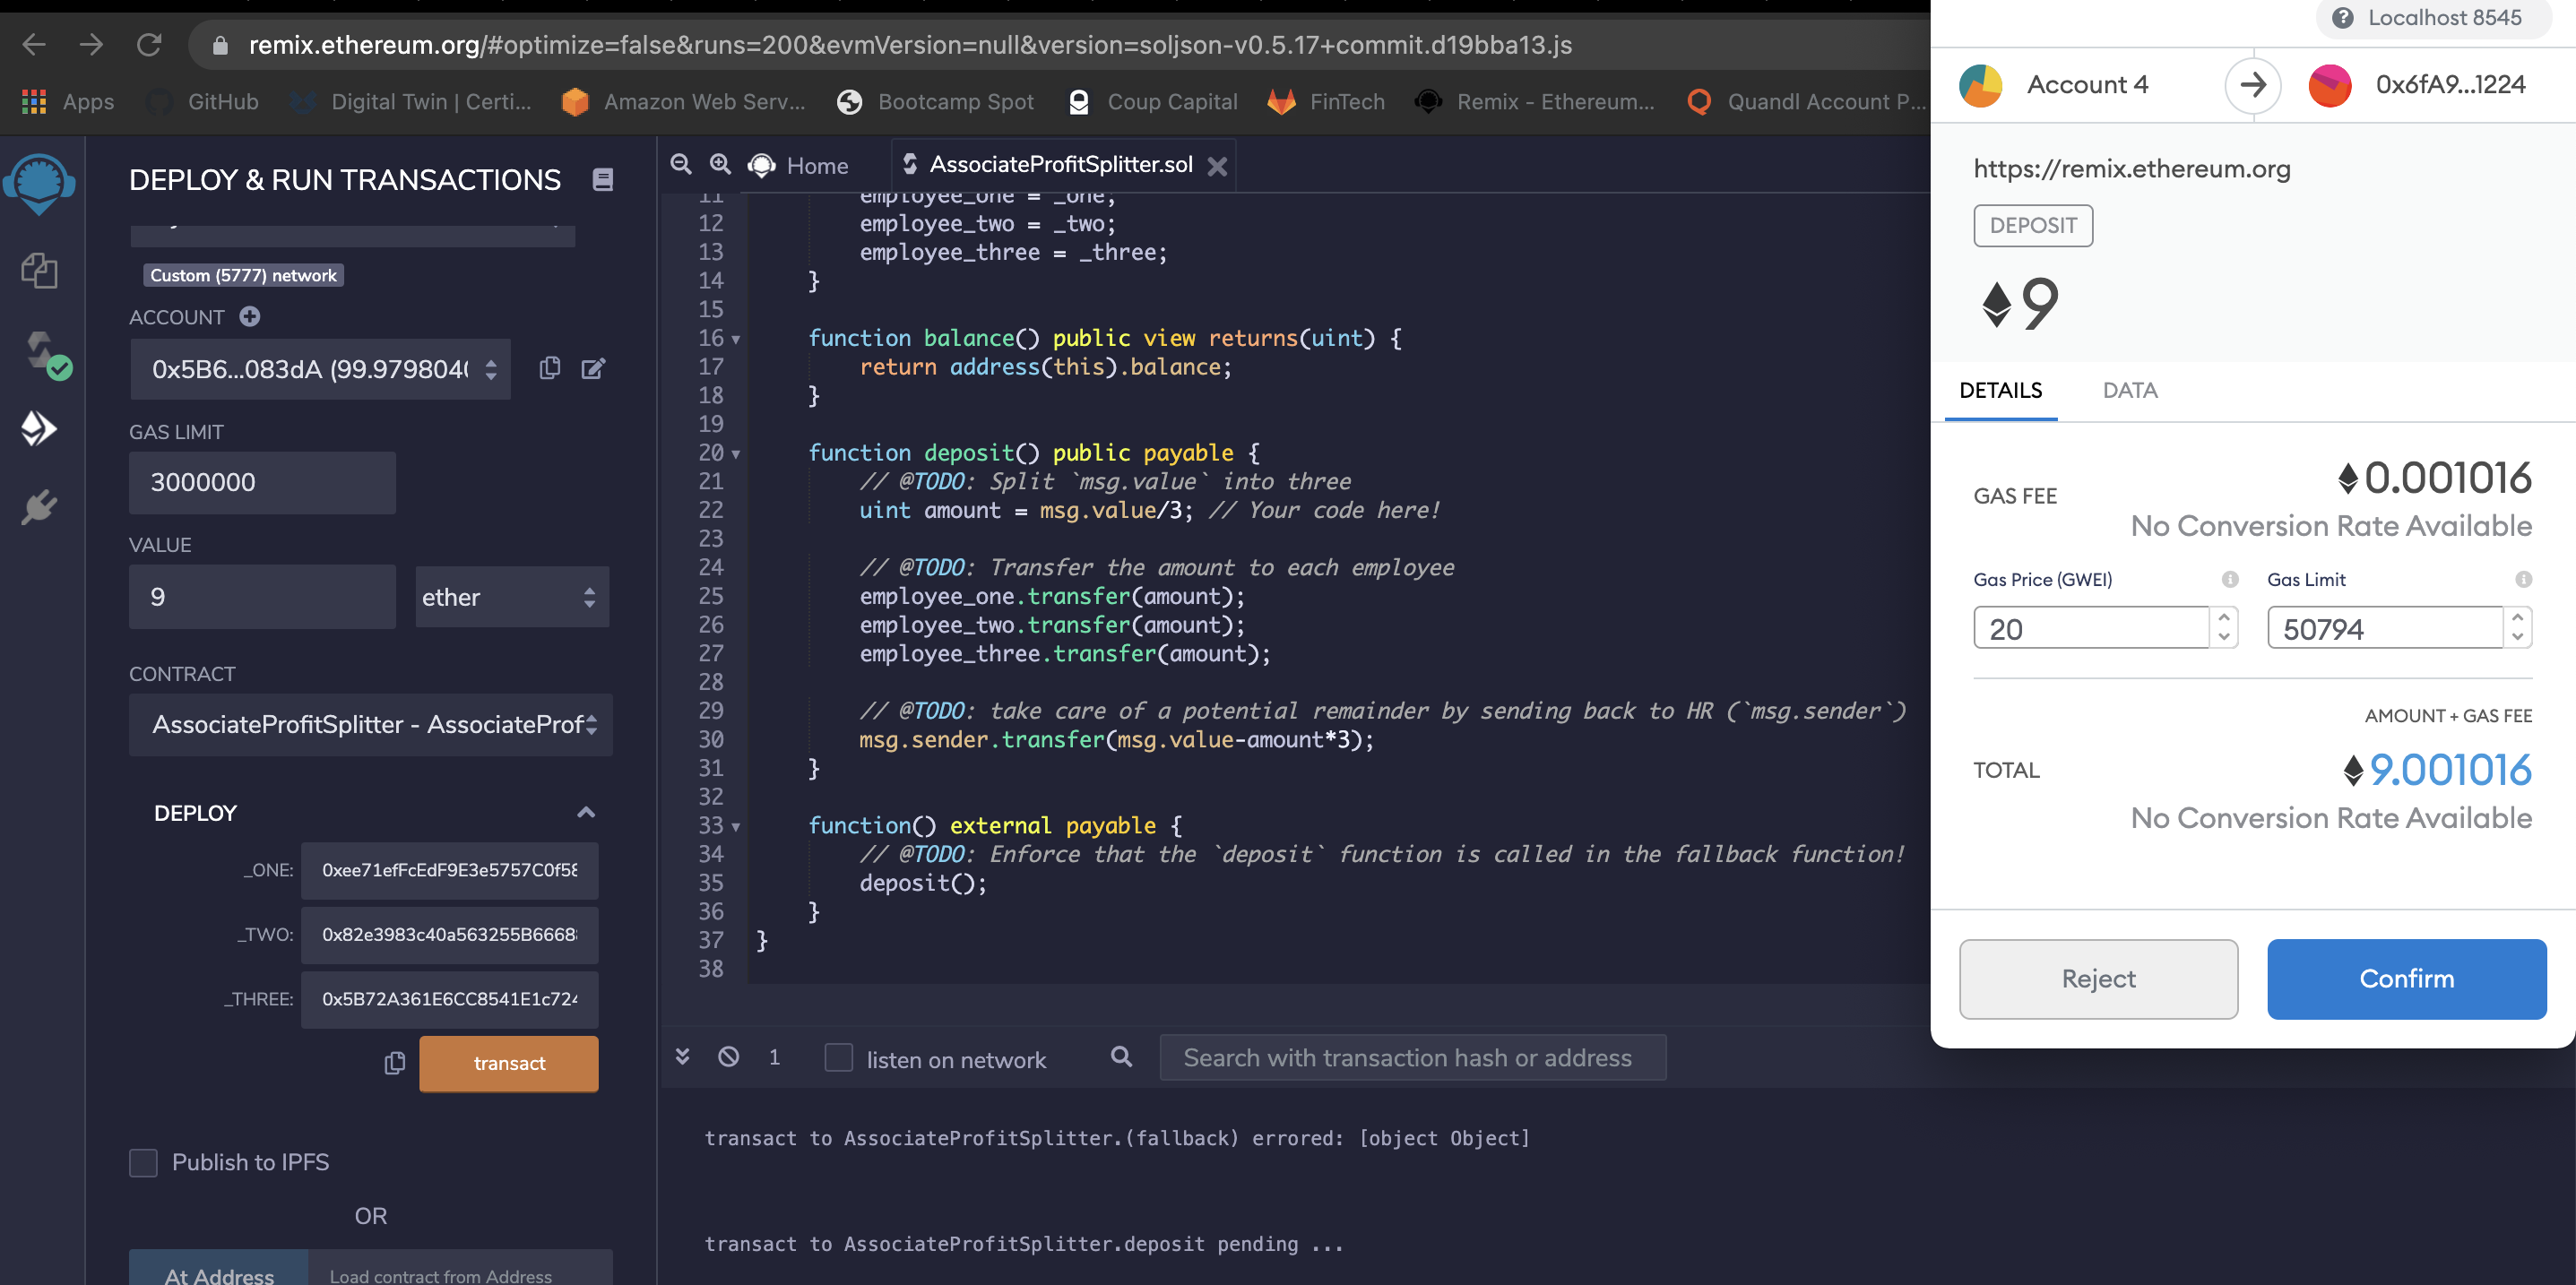 remix.ethereum.org/#optimize=false&runs=200&evmVersion=null&version=soljson-v0.5.17+commit.d19bba13.js
Apps GitHub Digital Twin | Certi... Amazon Web Serv... Bootcamp Spot Coup Capital FinTech Remix - Ethereum... Quandl Account P...
DEPLOY & RUN TRANSACTIONS
Custom (5777) network
ACCOUNT
0x5B6...083dA (99.979804(
GAS LIMIT
3000000
VALUE
9 ether
CONTRACT
AssociateProfitSplitter - AssociateProf
DEPLOY
_ONE: 0xee71efFcEdF9E3e5757C0f58
_TWO: 0x82e3983c40a563255B6668
_THREE: 0x5B72A361E6CC8541E1c724
transact
Publish to IPFS
OR
At Address Load contract from Address
Home AssociateProfitSplitter.sol
11 employee_one = _one;
12 employee_two = _two;
13 employee_three = _three;
14 }
15
16 function balance() public view returns(uint) {
17 return address(this).balance;
18 }
19
20 function deposit() public payable {
21 // @TODO: Split `msg.value` into three
22 uint amount = msg.value/3; // Your code here!
23
24 // @TODO: Transfer the amount to each employee
25 employee_one.transfer(amount);
26 employee_two.transfer(amount);
27 employee_three.transfer(amount);
28
29 // @TODO: take care of a potential remainder by sending back to HR (`msg.sender`)
30 msg.sender.transfer(msg.value-amount*3);
31 }
32
33 function() external payable {
34 // @TODO: Enforce that the `deposit` function is called in the fallback function!
35 deposit();
36 }
37 }
38
1 listen on network Search with transaction hash or address
transact to AssociateProfitSplitter.(fallback) errored: [object Object]
transact to AssociateProfitSplitter.deposit pending ...
Localhost 8545
Account 4 0x6fA9...1224
https://remix.ethereum.org
DEPOSIT
9
DETAILS DATA
GAS FEE 0.001016
No Conversion Rate Available
Gas Price (GWEI) Gas Limit
20 50794
AMOUNT + GAS FEE
TOTAL 9.001016
No Conversion Rate Available
Reject Confirm